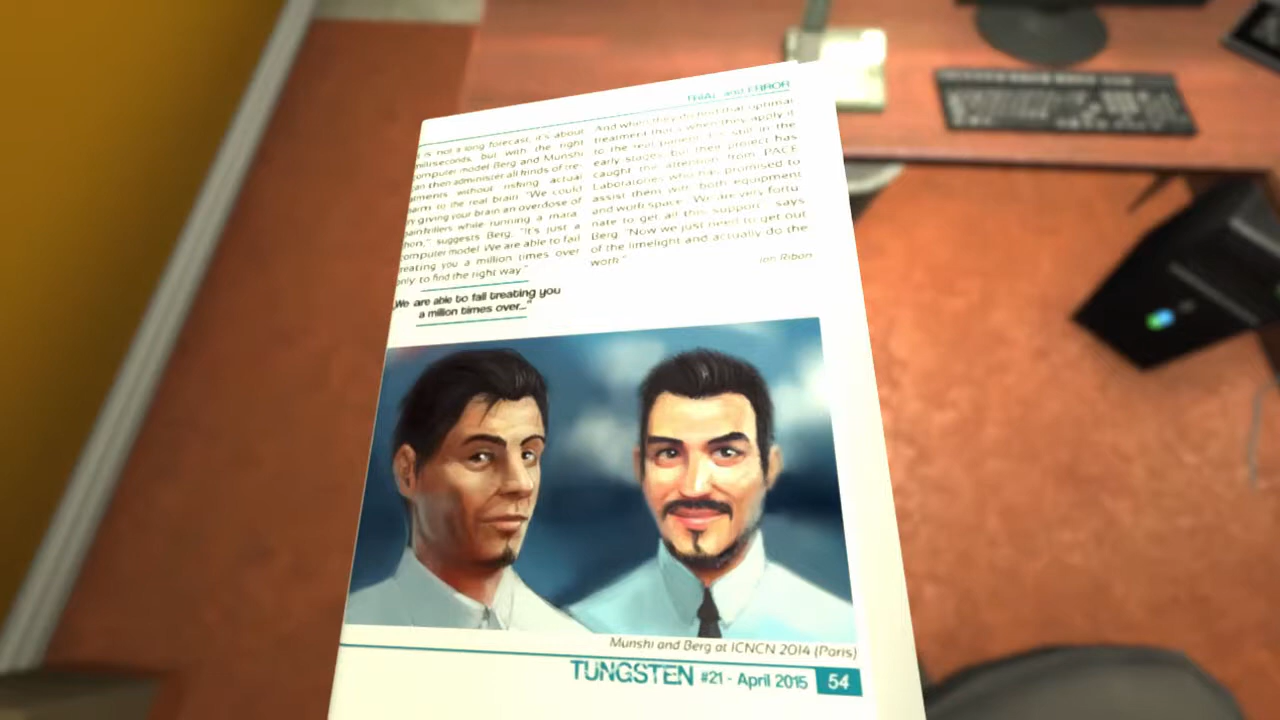 TRIAL and ERROR
is not a long forecast, it's about
milliseconds, but with the right
computer model Berg and Munshi
can then administer all kinds of tre-
atments without risking actual
harm to the real brain. "We could
try giving your brain an overdose of
painkillers while running a mara-
thon," suggests Berg. "It's just a
computer model. We are able to fail
treating you a million times over
only to find the right way."
"We are able to fail treating you
a million times over..."
And when they do find that optimal
treatment that's when they apply it
to the real patient. It's still in the
early stages, but their project has
caught the attention from PACE
Laboratories who has promised to
assist them with both equipment
and workspace. "We are very fortu-
nate to get all this support," says
Berg. "Now we just need to get out
of the limelight and actually do the
work."
Ian Ribon
Munshi and Berg at ICNCN 2014 (Paris)
TUNGSTEN #21 - April 2015 54